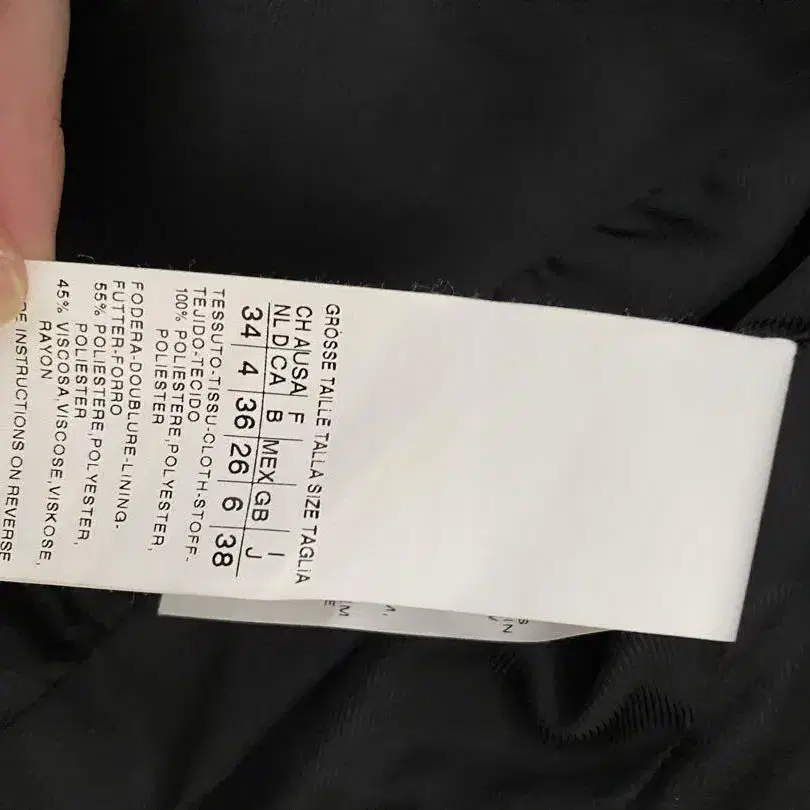 GRÖSSE TAILLE TALLA SIZE TAGLIA
CH A USA F I
NL D CA B MEX GB J
34 4 36 26 6 38
TESSUTO-TISSU-CLOTH-STOFF-
TEJIDO-TECIDO
100% POLIESTERE,POLYESTER,
POLIESTER
FODERA-DOUBLURE-LINING-
FUTTER-FORRO
55% POLIESTERE,POLYESTER,
POLIESTER
45% VISCOSA,VISCOSE,VISKOSE,
RAYON
INSTRUCTIONS ON REVERSE